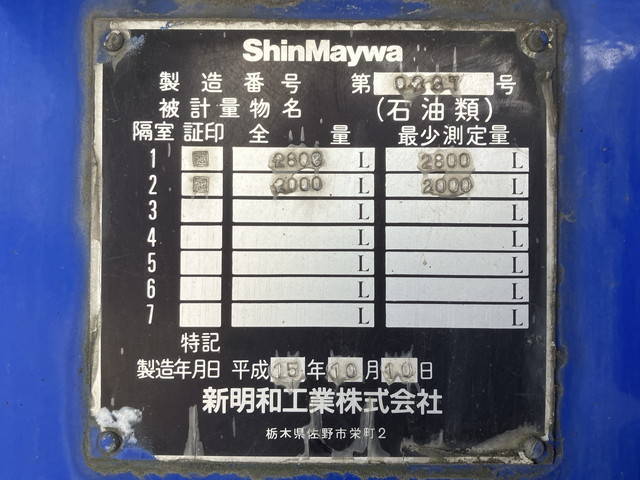 ShinMaywa
製造番号 第 0237 号
被計量物名 (石油類)
隔室 証印 全量 最少測定量
1 2800 L 2800 L
2 2000 L 2000 L
3 L L
4 L L
5 L L
6 L L
7 L L
特記
製造年月日 平成15年10月10日
新明和工業株式会社
栃木県佐野市栄町2